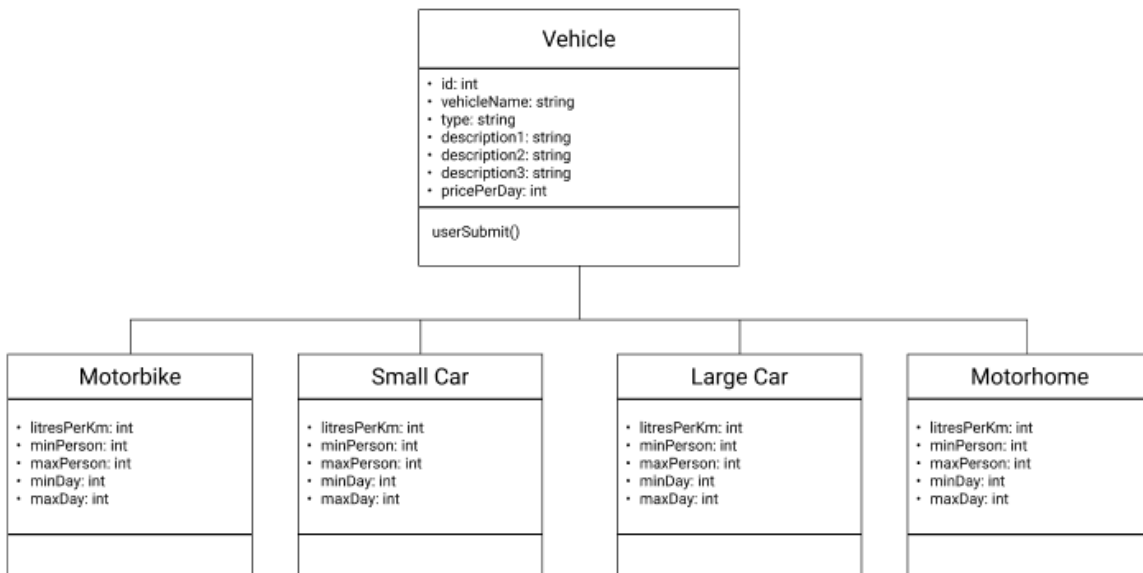 Vehicle
• id: int
• vehicleName: string
• type: string
• description1: string
• description2: string
• description3: string
• pricePerDay: int
userSubmit()
Motorbike
• litresPerKm: int
• minPerson: int
• maxPerson: int
• minDay: int
• maxDay: int
Small Car
• litresPerKm: int
• minPerson: int
• maxPerson: int
• minDay: int
• maxDay: int
Large Car
• litresPerKm: int
• minPerson: int
• maxPerson: int
• minDay: int
• maxDay: int
Motorhome
• litresPerKm: int
• minPerson: int
• maxPerson: int
• minDay: int
• maxDay: int